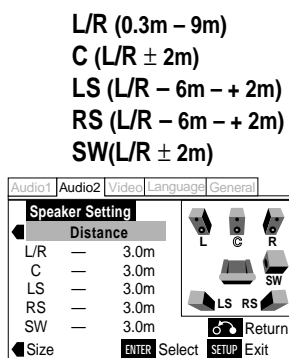 L/R (0.3m – 9m)
C (L/R ± 2m)
LS (L/R – 6m – + 2m)
RS (L/R – 6m – + 2m)
SW(L/R ± 2m)
Audio1 Audio2 Video Language General
Speaker Setting
Distance
L/R — 3.0m
C — 3.0m
LS — 3.0m
RS — 3.0m
SW — 3.0m
Size
L C R
SW
LS RS
Return
ENTER Select SETUP Exit